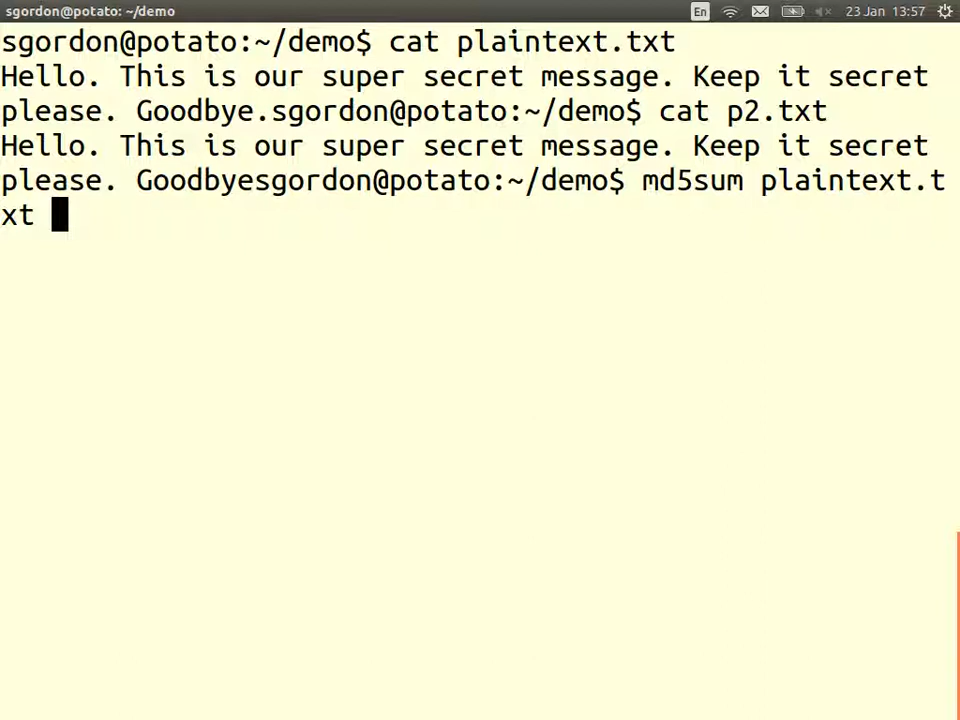 sgordon@potato: ~/demo En 23 Jan 13:57
sgordon@potato:~/demo$ cat plaintext.txt
Hello. This is our super secret message. Keep it secret
please. Goodbye.sgordon@potato:~/demo$ cat p2.txt
Hello. This is our super secret message. Keep it secret
please. Goodbyesgordon@potato:~/demo$ md5sum plaintext.t
xt